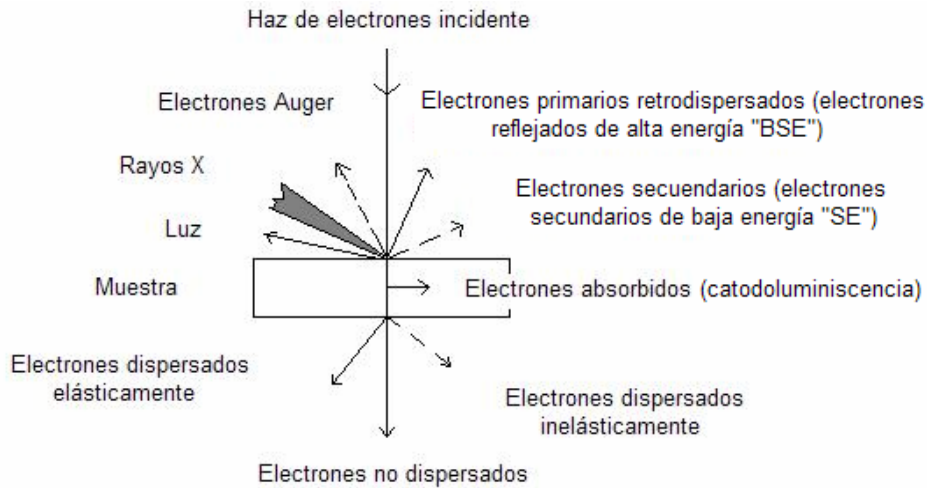 Haz de electrones incidente
Electrones Auger
Electrones primarios retrodispersados (electrones
reflejados de alta energía "BSE")
Rayos X
Electrones secuendarios (electrones
secundarios de baja energía "SE")
Luz
Muestra
Electrones absorbidos (catodoluminiscencia)
Electrones dispersados
elásticamente
Electrones dispersados
inelásticamente
Electrones no dispersados